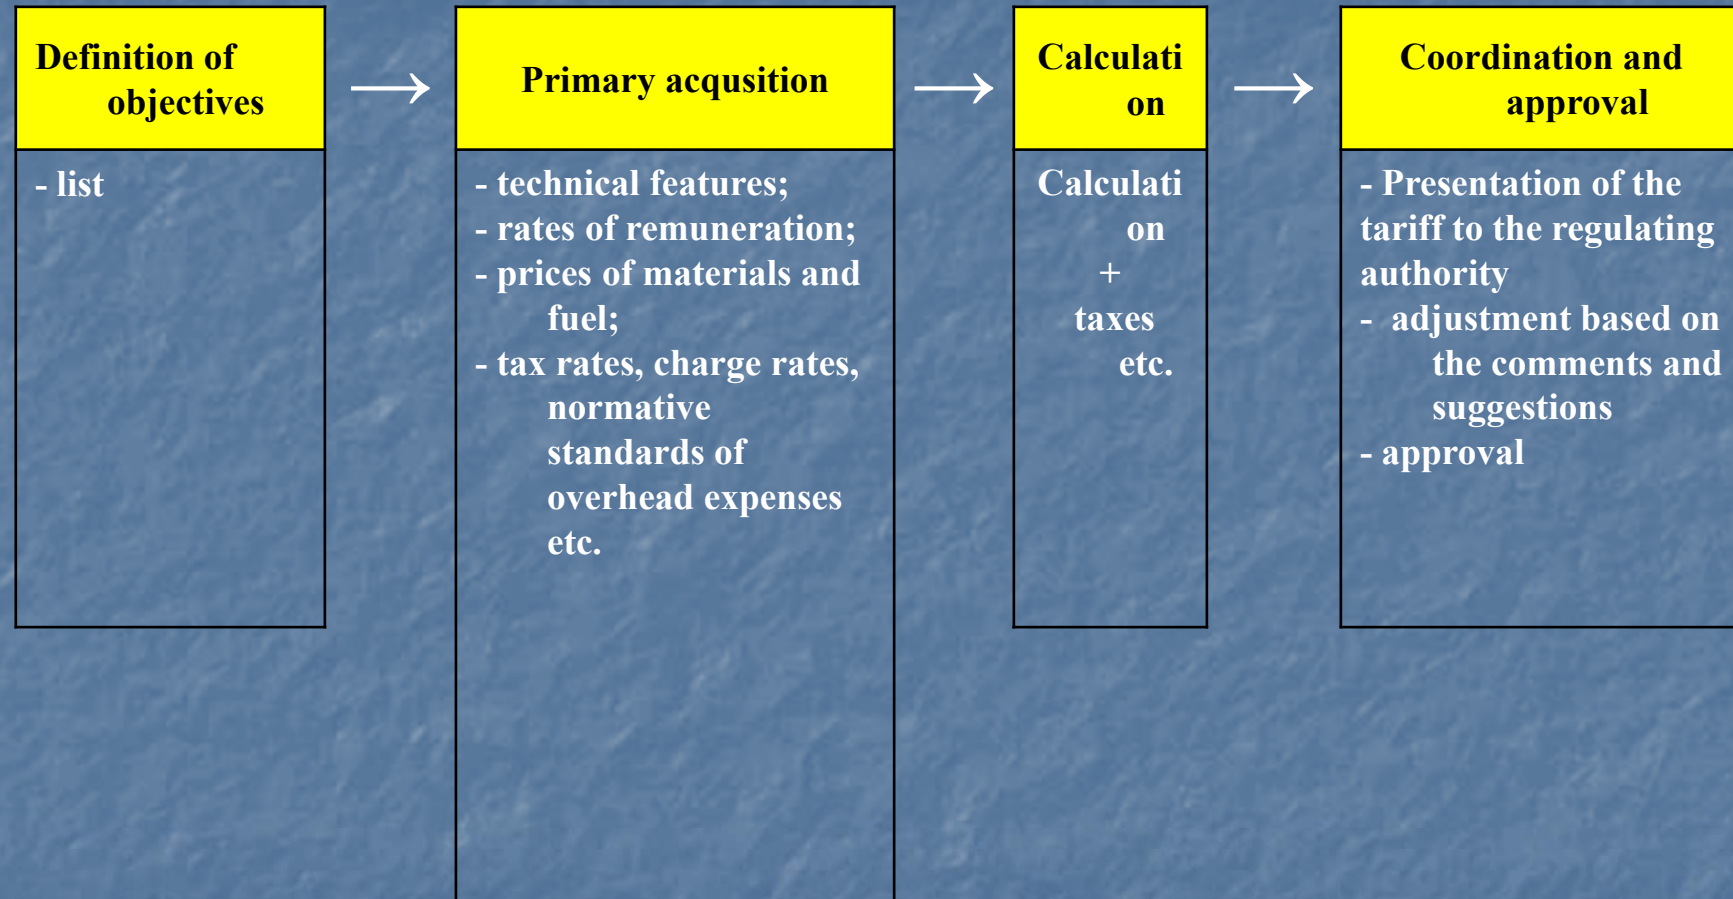 Definition of
objectives
→
Primary acqusition
→
Calculati
on
→
Coordination and
approval
- list
- technical features;
- rates of remuneration;
- prices of materials and
fuel;
- tax rates, charge rates,
normative
standards of
overhead expenses
etc.
Calculati
on
+
taxes
etc.
- Presentation of the
tariff to the regulating
authority
- adjustment based on
the comments and
suggestions
- approval